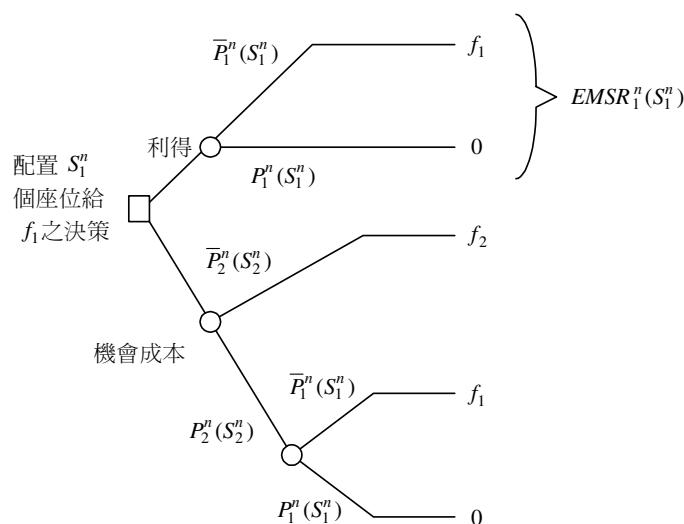 P̅₁ⁿ(S₁ⁿ)
f₁
EMSR₁ⁿ(S₁ⁿ)
利得
0
P₁ⁿ(S₁ⁿ)
配置 S₁ⁿ
個座位給
f₁之決策
P̅₂ⁿ(S₂ⁿ)
f₂
機會成本
P̅₁ⁿ(S₁ⁿ)
f₁
P₂ⁿ(S₂ⁿ)
P₁ⁿ(S₁ⁿ)
0